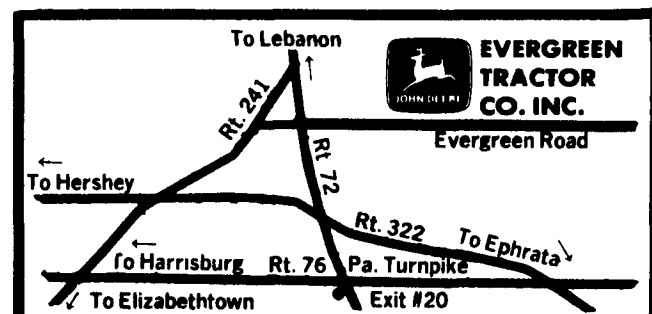 To Lebanon
EVERGREEN
TRACTOR
CO. INC.
JOHN DEERE
Rt. 241
Evergreen Road
Rt 72
To Hershey
Rt. 322
To Ephrata
To Harrisburg Rt. 76 Pa. Turnpike
To Elizabethtown Exit #20